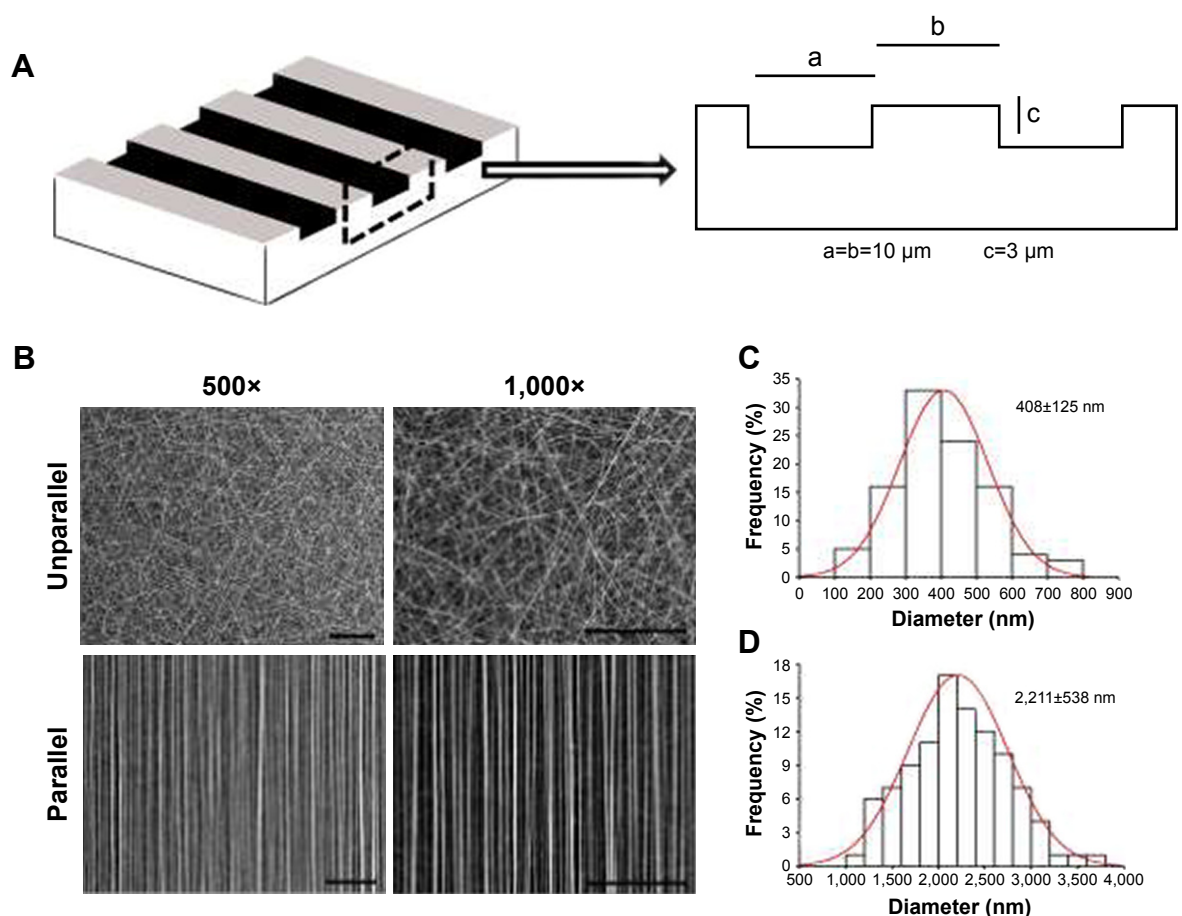 A
a
b
c
a=b=10 µm c=3 µm
B
500× 1,000×
Unparallel
Parallel
C
35
30
25
20
15
10
5
0
Frequency (%)
408±125 nm
0 100 200 300 400 500 600 700 800 900
Diameter (nm)
D
18
15
12
9
6
3
0
Frequency (%)
2,211±538 nm
500 1,000 1,500 2,000 2,500 3,000 3,500 4,000
Diameter (nm)